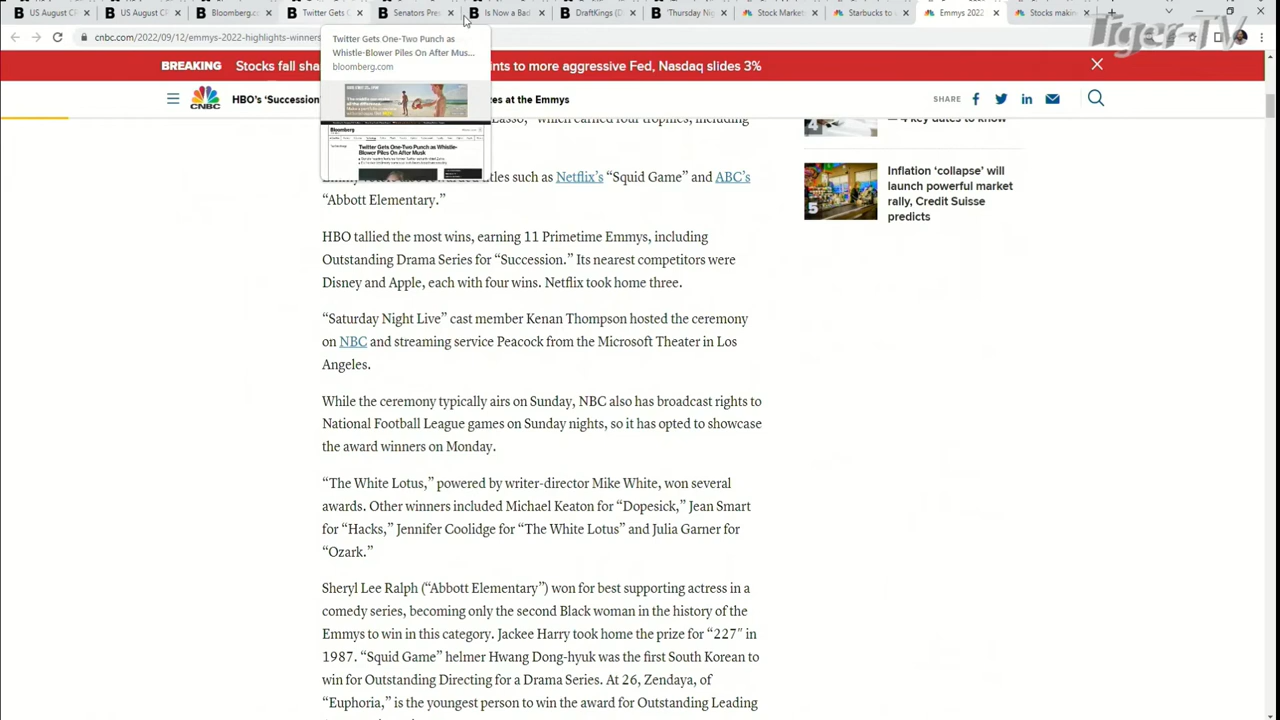 US August CP
US August CP
Bloomberg.co
Twitter Gets O
Senators Pres
Is Now a Bad
DraftKings (D
'Thursday Nig
Stock Market
Starbucks to
Emmys 2022
Stocks makin
Tiger-TV
cnbc.com/2022/09/12/emmys-2022-highlights-winners
Twitter Gets One-Two Punch as
Whistle-Blower Piles On After Mus...
bloomberg.com
Bloomberg
Twitter Gets One-Two Punch as Whistle-
Blower Piles On After Musk
BREAKING Stocks fall sha
nts to more aggressive Fed, Nasdaq slides 3%
CNBC
HBO's 'Succession
zes at the Emmys
SHARE
Lasso," which earned four trophies, including
titles such as Netflix's "Squid Game" and ABC's
"Abbott Elementary."
HBO tallied the most wins, earning 11 Primetime Emmys, including
Outstanding Drama Series for "Succession." Its nearest competitors were
Disney and Apple, each with four wins. Netflix took home three.
"Saturday Night Live" cast member Kenan Thompson hosted the ceremony
on NBC and streaming service Peacock from the Microsoft Theater in Los
Angeles.
While the ceremony typically airs on Sunday, NBC also has broadcast rights to
National Football League games on Sunday nights, so it has opted to showcase
the award winners on Monday.
"The White Lotus," powered by writer-director Mike White, won several
awards. Other winners included Michael Keaton for "Dopesick," Jean Smart
for "Hacks," Jennifer Coolidge for "The White Lotus" and Julia Garner for
"Ozark."
Sheryl Lee Ralph ("Abbott Elementary") won for best supporting actress in a
comedy series, becoming only the second Black woman in the history of the
Emmys to win in this category. Jackee Harry took home the prize for "227" in
1987. "Squid Game" helmer Hwang Dong-hyuk was the first South Korean to
win for Outstanding Directing for a Drama Series. At 26, Zendaya, of
"Euphoria," is the youngest person to win the award for Outstanding Leading
4
— 4 key dates to know
5
Inflation 'collapse' will
launch powerful market
rally, Credit Suisse
predicts